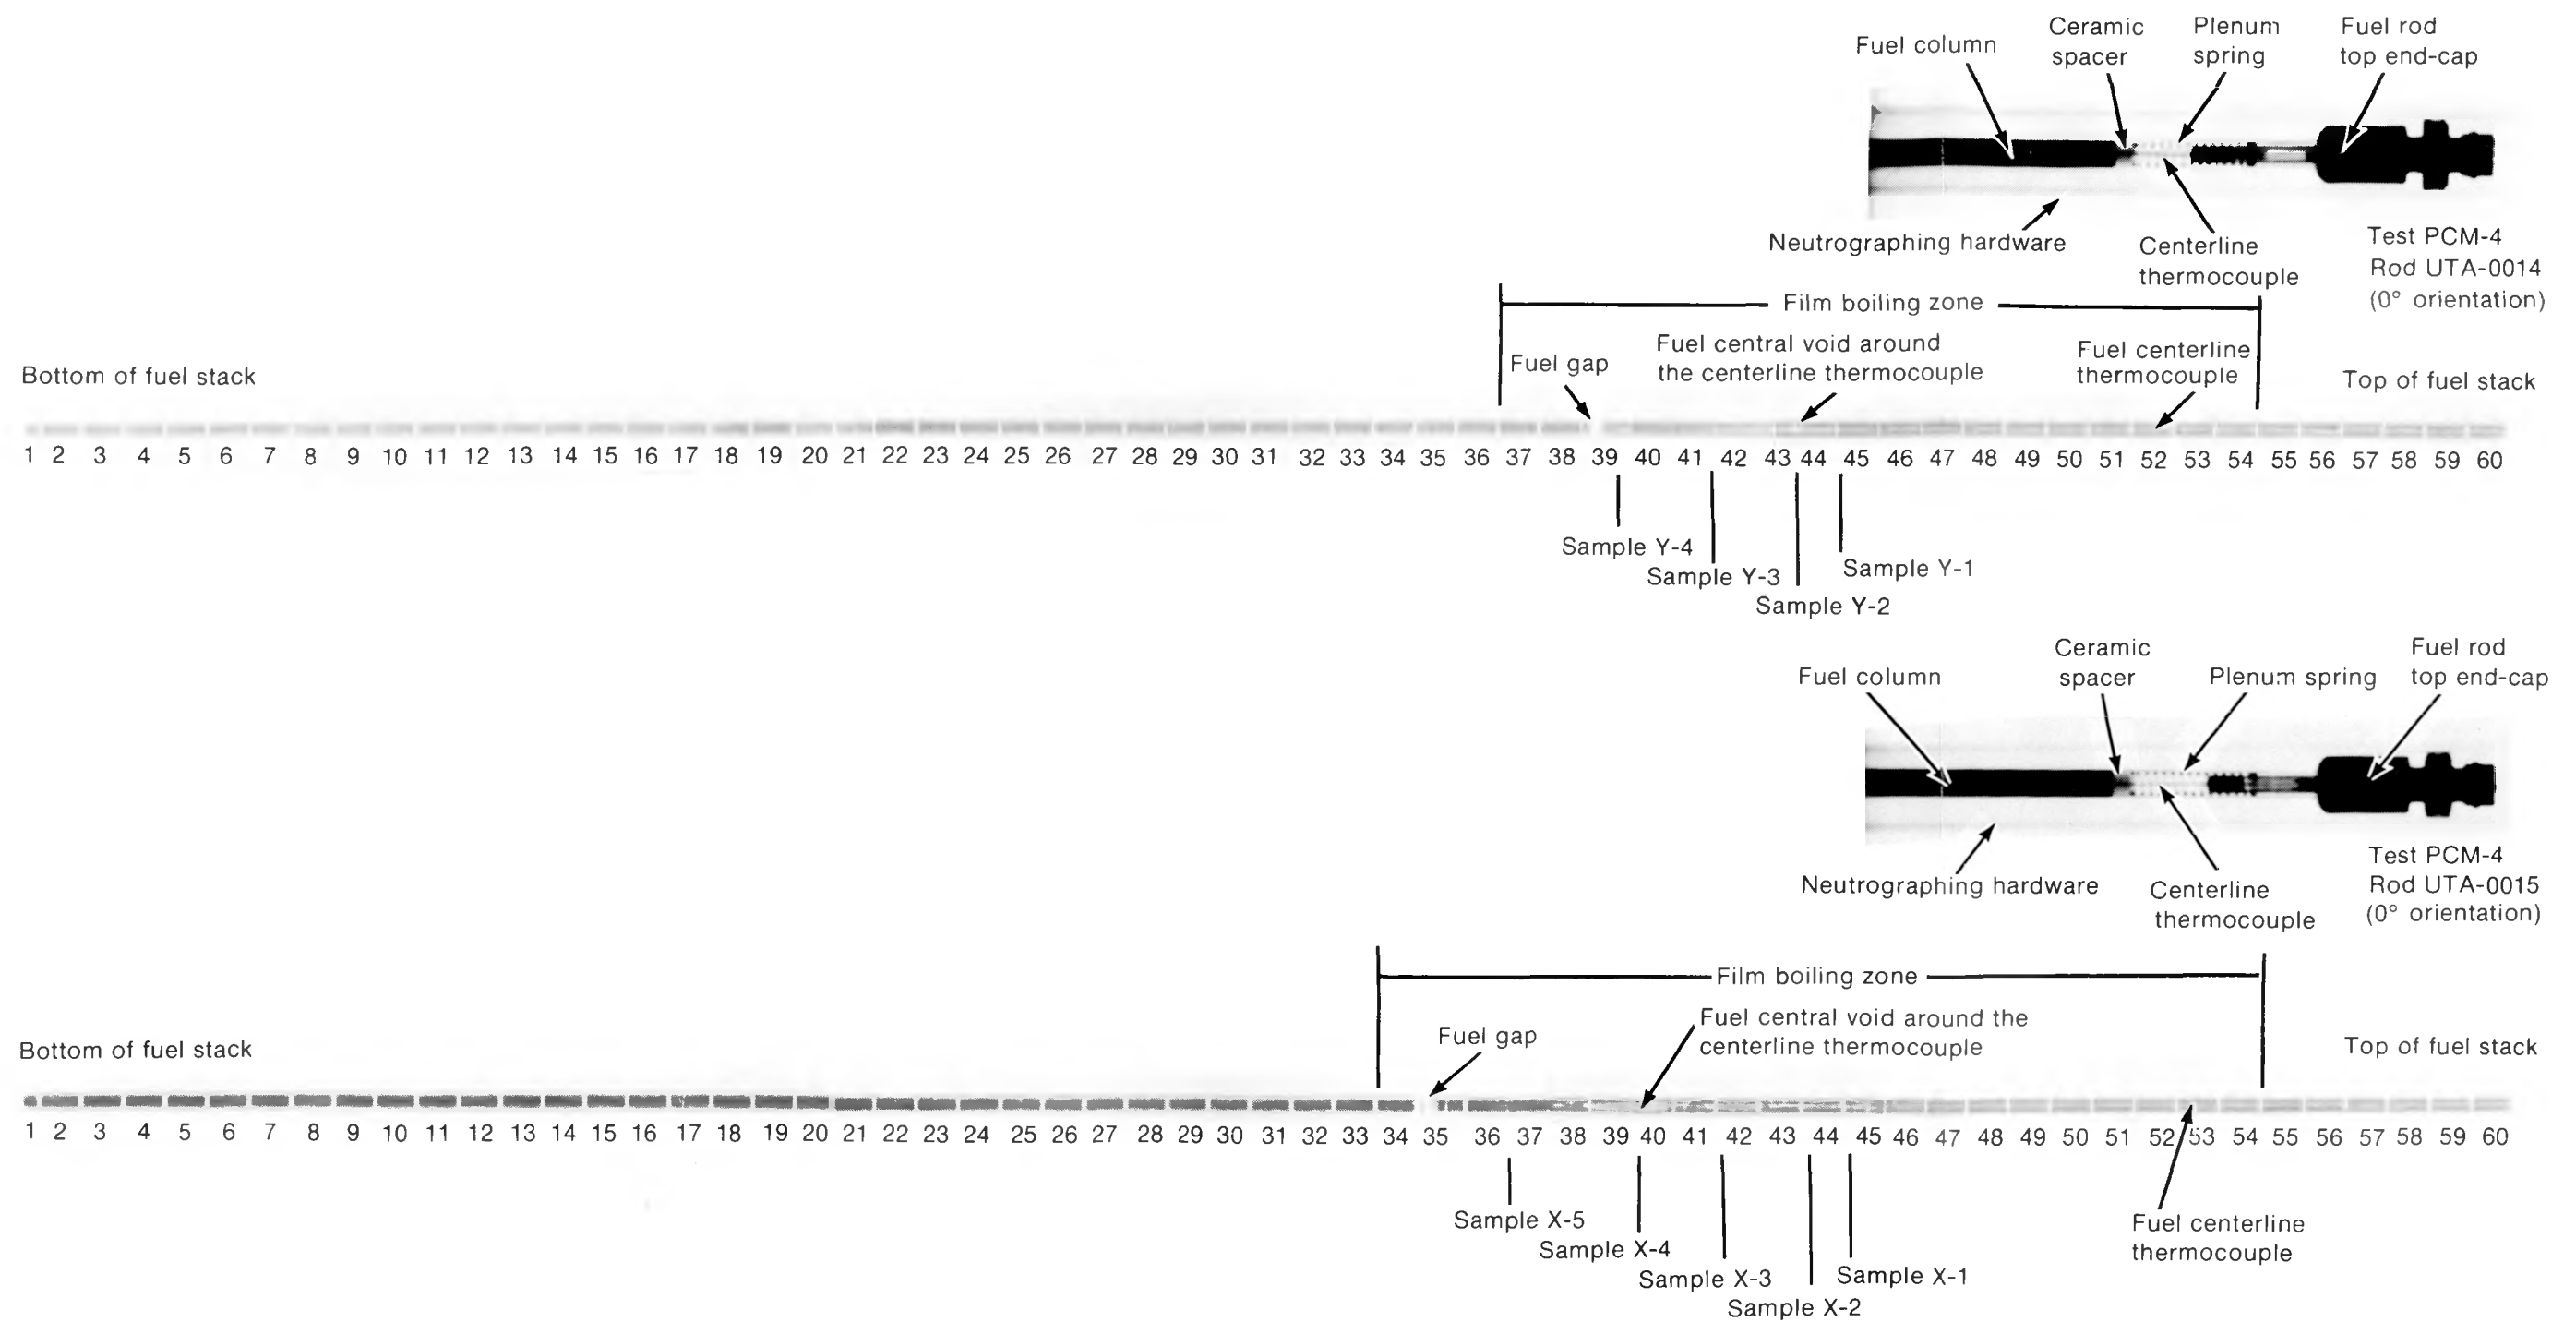 Fuel column
Ceramic
spacer
Plenum
spring
Fuel rod
top end-cap
Neutrographing hardware
Centerline
thermocouple
Test PCM-4
Rod UTA-0014
(0° orientation)
Film boiling zone
Bottom of fuel stack
Fuel gap
Fuel central void around
the centerline thermocouple
Fuel centerline
thermocouple
Top of fuel stack
1 2 3 4 5 6 7 8 9 10 11 12 13 14 15 16 17 18 19 20 21 22 23 24 25 26 27 28 29 30 31 32 33 34 35 36 37 38 39 40 41 42 43 44 45 46 47 48 49 50 51 52 53 54 55 56 57 58 59 60
Sample Y-4
Sample Y-3
Sample Y-2
Sample Y-1
Fuel column
Ceramic
spacer
Plenum spring
Fuel rod
top end-cap
Neutrographing hardware
Centerline
thermocouple
Test PCM-4
Rod UTA-0015
(0° orientation)
Film boiling zone
Bottom of fuel stack
Fuel gap
Fuel central void around the
centerline thermocouple
Top of fuel stack
1 2 3 4 5 6 7 8 9 10 11 12 13 14 15 16 17 18 19 20 21 22 23 24 25 26 27 28 29 30 31 32 33 34 35 36 37 38 39 40 41 42 43 44 45 46 47 48 49 50 51 52 53 54 55 56 57 58 59 60
Sample X-5
Sample X-4
Sample X-3
Sample X-2
Sample X-1
Fuel centerline
thermocouple